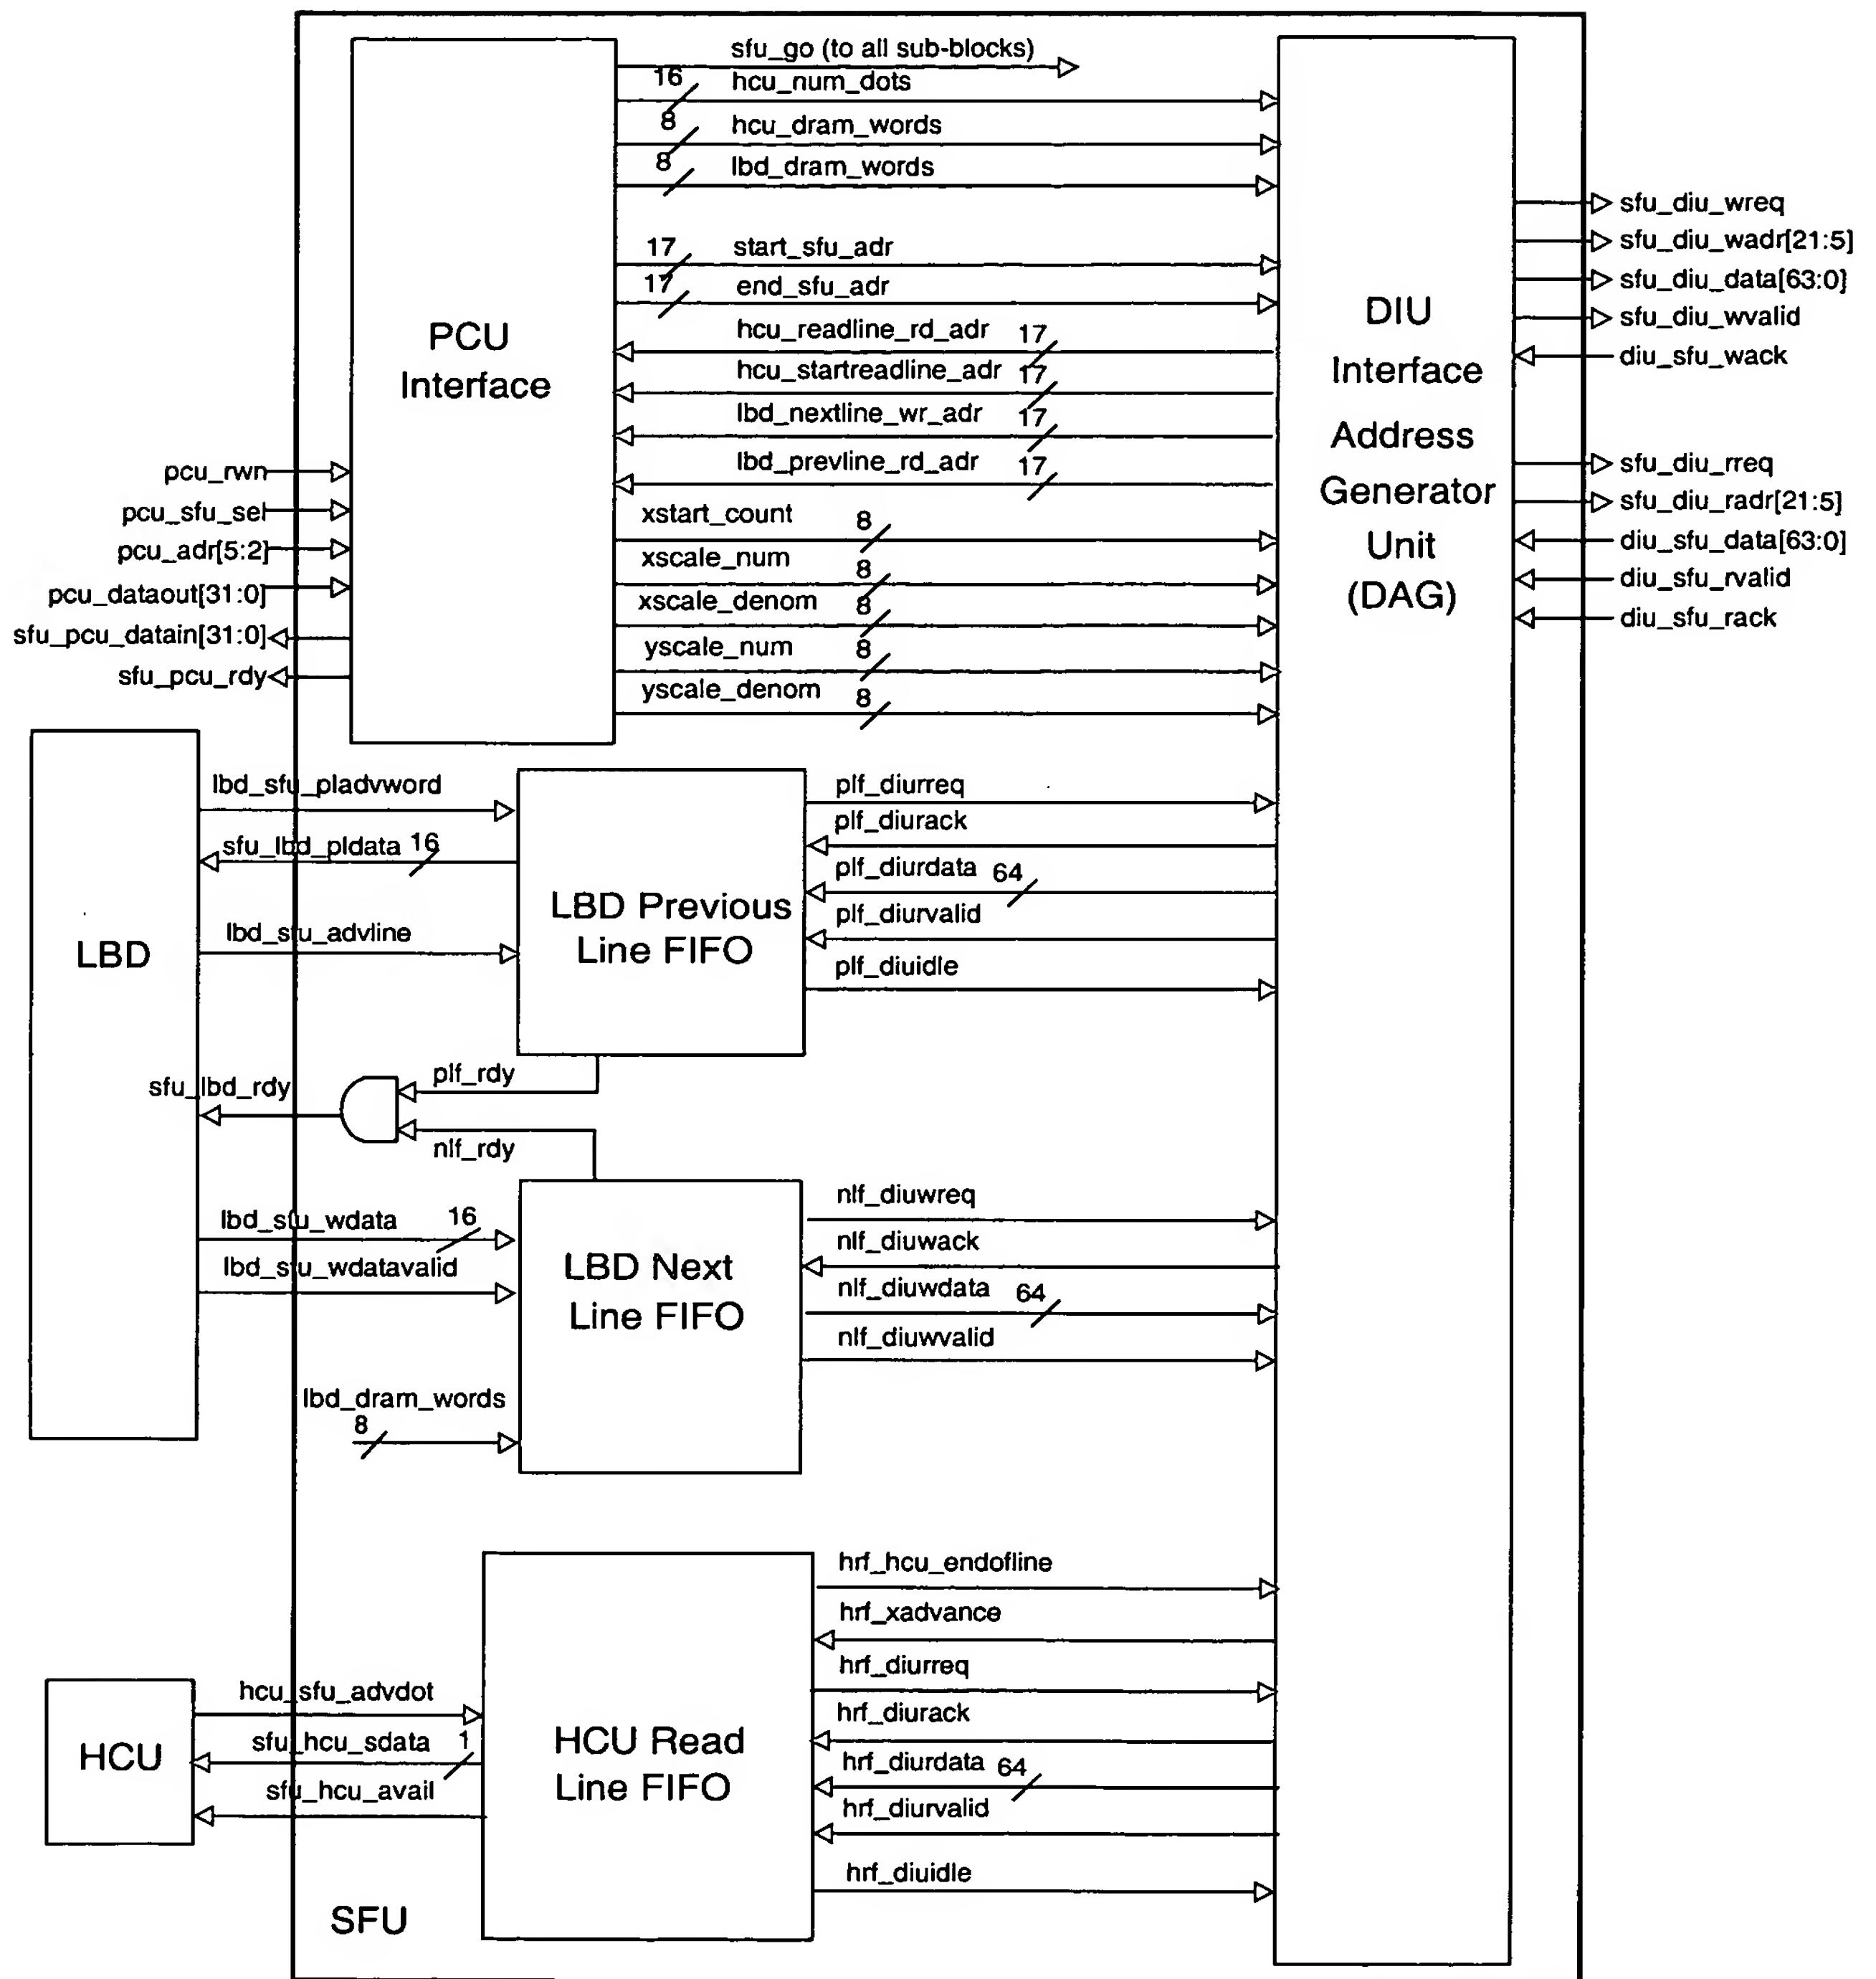 sfu_go (to all sub-blocks)
16 hcu_num_dots
8 hcu_dram_words
8 lbd_dram_words
17 start_sfu_adr
17 end_sfu_adr
hcu_readline_rd_adr 17
hcu_startreadline_adr 17
lbd_nextline_wr_adr 17
lbd_prevline_rd_adr 17
xstart_count 8
xscale_num 8
xscale_denom 8
yscale_num 8
yscale_denom 8
PCU
Interface
pcu_rwn
pcu_sfu_sel
pcu_adr[5:2]
pcu_dataout[31:0]
sfu_pcu_datain[31:0]
sfu_pcu_rdy
DIU
Interface
Address
Generator
Unit
(DAG)
sfu_diu_wreq
sfu_diu_wadr[21:5]
sfu_diu_data[63:0]
sfu_diu_wvalid
diu_sfu_wack
sfu_diu_rreq
sfu_diu_radr[21:5]
diu_sfu_data[63:0]
diu_sfu_rvalid
diu_sfu_rack
LBD
lbd_sfu_pladvword
sfu_lbd_pldata 16
lbd_sfu_advline
LBD Previous
Line FIFO
plf_diurreq
plf_diurack
plf_diurdata 64
plf_diurvalid
plf_diuidle
plf_rdy
sfu_lbd_rdy
nlf_rdy
lbd_sfu_wdata 16
lbd_sfu_wdatavalid
lbd_dram_words
8
LBD Next
Line FIFO
nlf_diuwreq
nlf_diuwack
nlf_diuwdata 64
nlf_diuwvalid
HCU
hcu_sfu_advdot
sfu_hcu_sdata 1
sfu_hcu_avail
HCU Read
Line FIFO
hrf_hcu_endofline
hrf_xadvance
hrf_diurreq
hrf_diurack
hrf_diurdata 64
hrf_diurvalid
hrf_diuidle
SFU